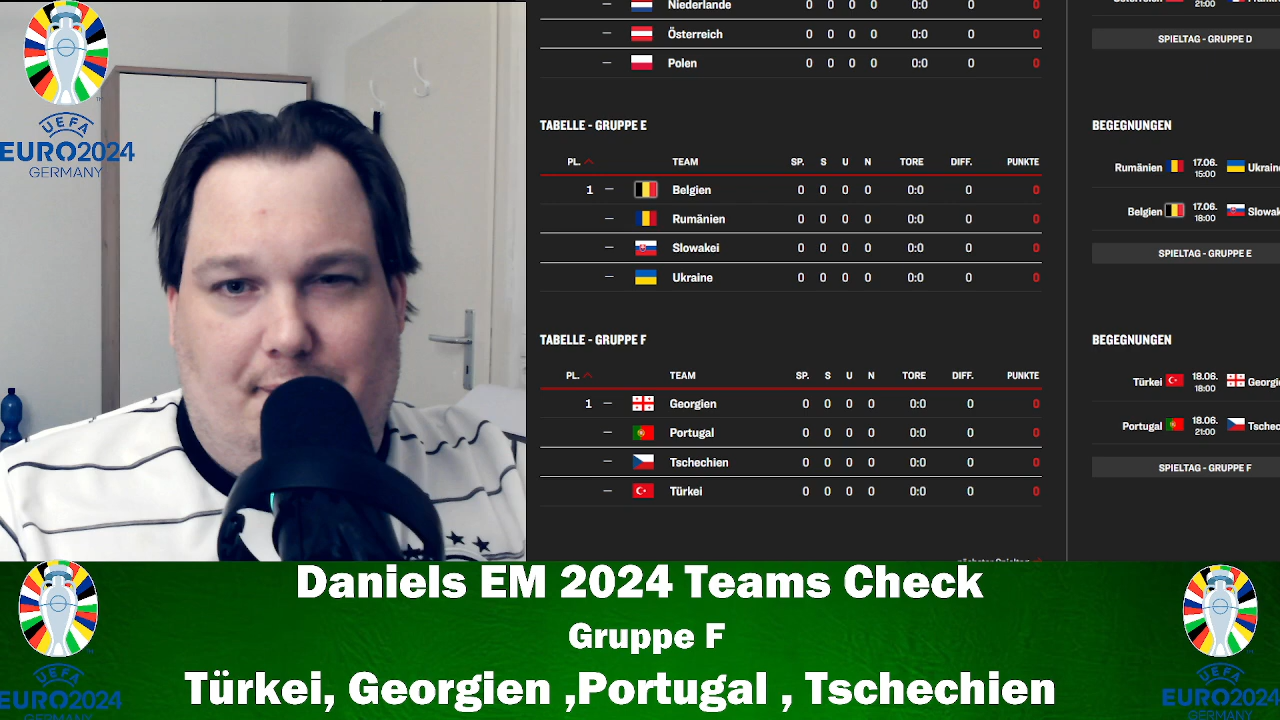 UEFA
EURO2024
GERMANY
— Niederlande 0 0 0 0 0:0 0 0
— Österreich 0 0 0 0 0:0 0 0
— Polen 0 0 0 0 0:0 0 0
TABELLE - GRUPPE E
PL. TEAM SP. S U N TORE DIFF. PUNKTE
1 — Belgien 0 0 0 0 0:0 0 0
— Rumänien 0 0 0 0 0:0 0 0
— Slowakei 0 0 0 0 0:0 0 0
— Ukraine 0 0 0 0 0:0 0 0
TABELLE - GRUPPE F
PL. TEAM SP. S U N TORE DIFF. PUNKTE
1 — Georgien 0 0 0 0 0:0 0 0
— Portugal 0 0 0 0 0:0 0 0
— Tschechien 0 0 0 0 0:0 0 0
— Türkei 0 0 0 0 0:0 0 0
21:00
SPIELTAG - GRUPPE D
BEGEGNUNGEN
Rumänien 17.06. 15:00 Ukraine
Belgien 17.06. 18:00 Slowak
SPIELTAG - GRUPPE E
BEGEGNUNGEN
Türkei 18.06. 18:00 Georgie
Portugal 18.06. 21:00 Tschec
SPIELTAG - GRUPPE F
Daniels EM 2024 Teams Check
Gruppe F
Türkei, Georgien ,Portugal , Tschechien
UEFA
EURO2024
UEFA
EURO2024